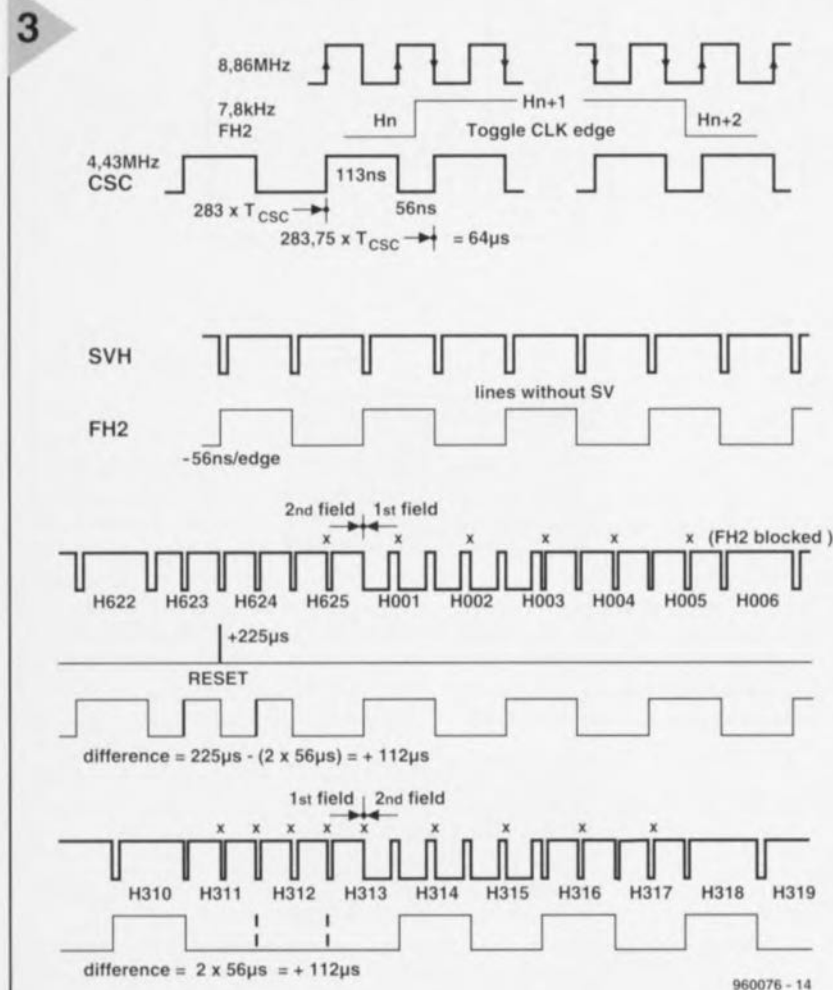 3
8,86MHz
7,8kHz
FH2
Hn
Hn+1
Hn+2
Toggle CLK edge
4,43MHz
CSC
113ns
56ns
283 x TCSC
283,75 x TCSC = 64µs
SVH
lines without SV
FH2
-56ns/edge
2nd field 1st field
x x x x x x (FH2 blocked )
H622 H623 H624 H625 H001 H002 H003 H004 H005 H006
+225µs
RESET
difference = 225µs - (2 x 56µs) = + 112µs
1st field 2nd field
x x x x x x x x x
H310 H311 H312 H313 H314 H315 H316 H317 H318 H319
difference = 2 x 56µs = + 112µs
960076 - 14